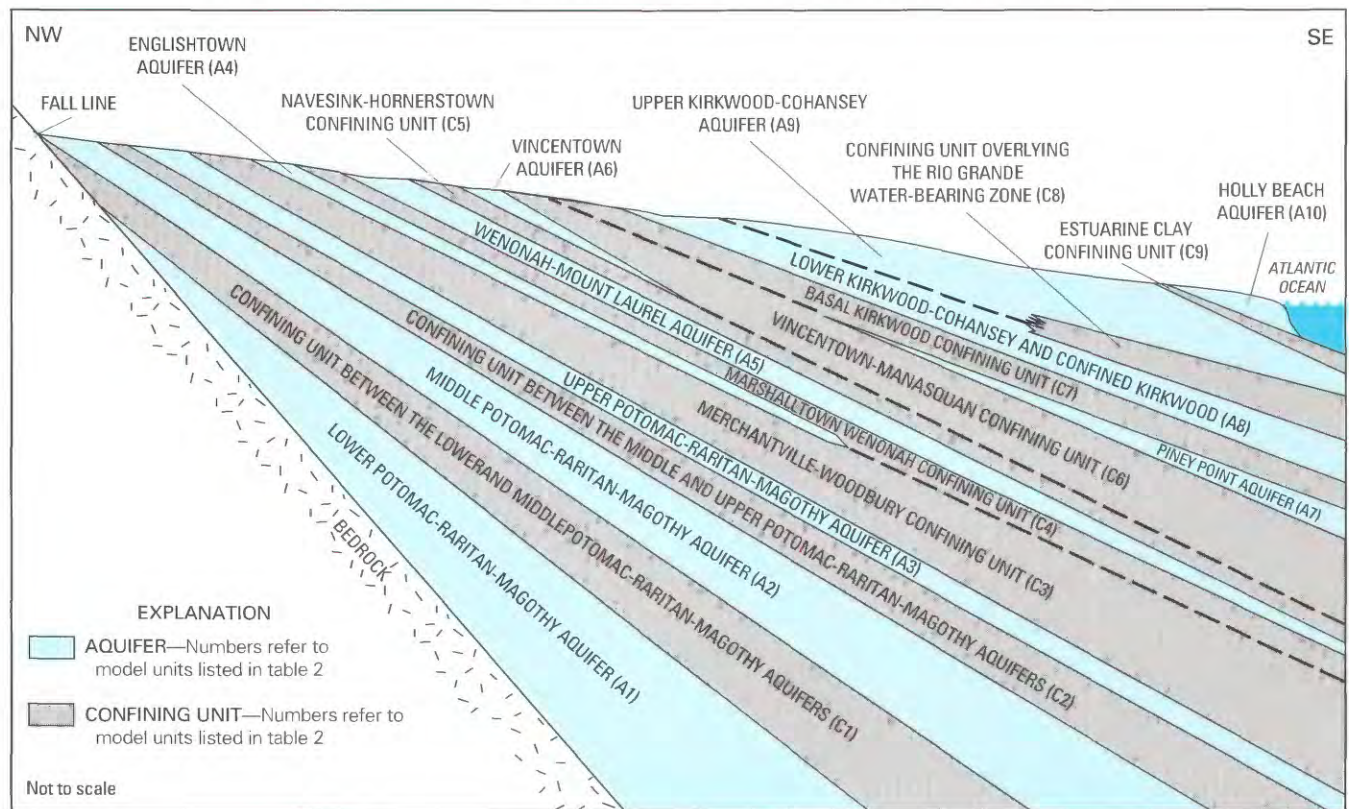 NW
SE
ENGLISHTOWN
AQUIFER (A4)
FALL LINE
NAVESINK-HORNERSTOWN
CONFINING UNIT (C5)
VINCENTOWN
AQUIFER (A6)
UPPER KIRKWOOD-COHANSEY
AQUIFER (A9)
CONFINING UNIT OVERLYING
THE RIO GRANDE
WATER-BEARING ZONE (C8)
ESTUARINE CLAY
CONFINING UNIT (C9)
HOLLY BEACH
AQUIFER (A10)
ATLANTIC
OCEAN
LOWER KIRKWOOD-COHANSEY AND CONFINED KIRKWOOD (A8)
BASAL KIRKWOOD CONFINING UNIT (C7)
PINEY POINT AQUIFER (A7)
VINCENTOWN-MANASQUAN CONFINING UNIT (C6)
WENONAH-MOUNT LAUREL AQUIFER (A5)
MARSHALLTOWN WENONAH CONFINING UNIT (C4)
MERCHANTVILLE-WOODBURY CONFINING UNIT (C3)
UPPER POTOMAC-RARITAN-MAGOTHY AQUIFER (A3)
CONFINING UNIT BETWEEN THE MIDDLE AND UPPER POTOMAC-RARITAN-MAGOTHY AQUIFERS (C2)
MIDDLE POTOMAC-RARITAN-MAGOTHY AQUIFER (A2)
CONFINING UNIT BETWEEN THE LOWERAND MIDDLEPOTOMAC-RARITAN-MAGOTHY AQUIFERS (C1)
LOWER POTOMAC-RARITAN-MAGOTHY AQUIFER (A1)
BEDROCK
EXPLANATION
AQUIFER—Numbers refer to
model units listed in table 2
CONFINING UNIT—Numbers refer to
model units listed in table 2
Not to scale